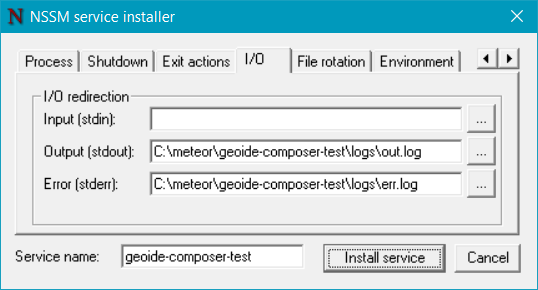 NSSM service installer
Process Shutdown Exit actions I/O File rotation Environment
I/O redirection
Input (stdin):
...
Output (stdout): C:\meteor\geoide-composer-test\logs\out.log ...
Error (stderr): C:\meteor\geoide-composer-test\logs\err.log ...
Service name: geoide-composer-test Install service Cancel